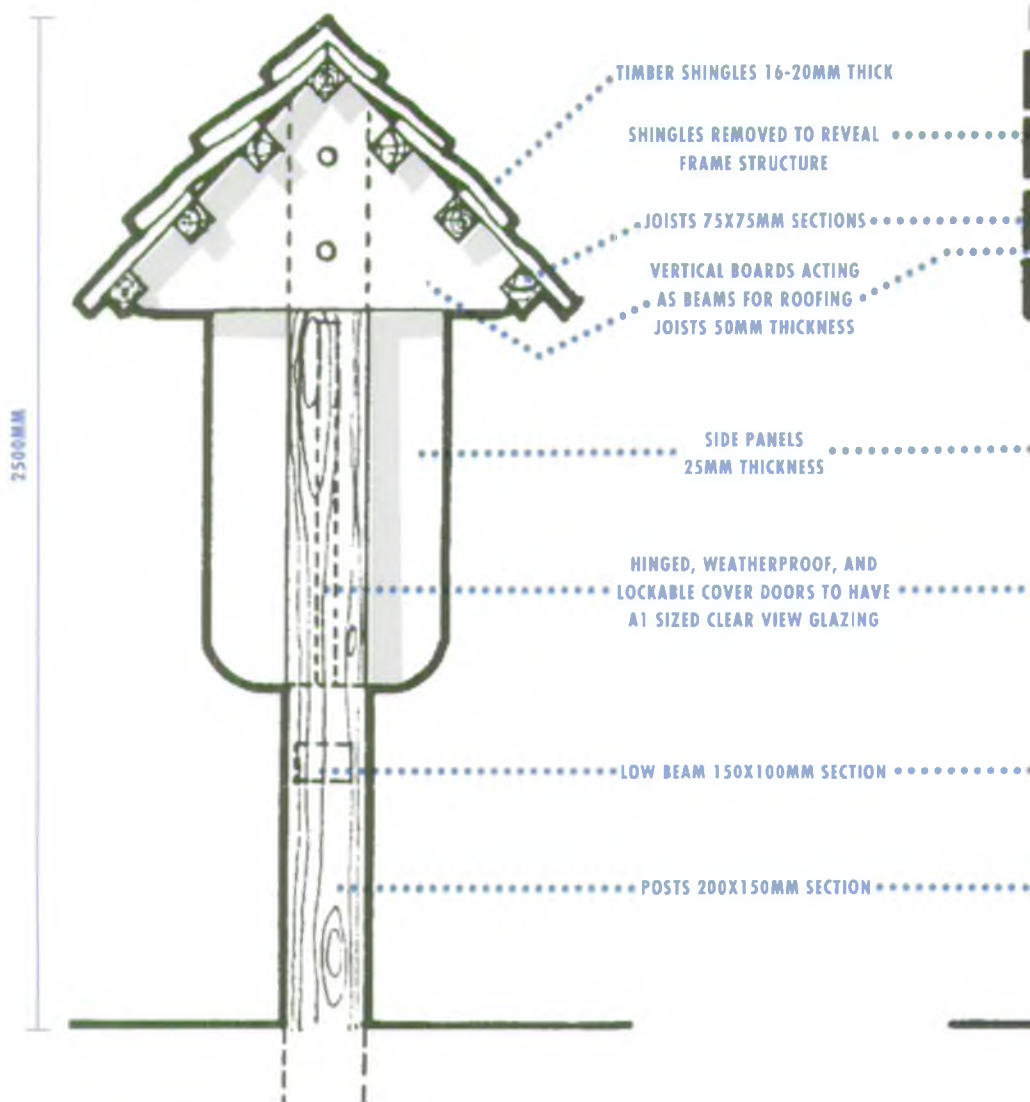 TIMBER SHINGLES 16-20MM THICK
SHINGLES REMOVED TO REVEAL
FRAME STRUCTURE
JOISTS 75X75MM SECTIONS
VERTICAL BOARDS ACTING
AS BEAMS FOR ROOFING
JOISTS 50MM THICKNESS
2500MM
SIDE PANELS
25MM THICKNESS
HINGED, WEATHERPROOF, AND
LOCKABLE COVER DOORS TO HAVE
A1 SIZED CLEAR VIEW GLAZING
LOW BEAM 150X100MM SECTION
POSTS 200X150MM SECTION